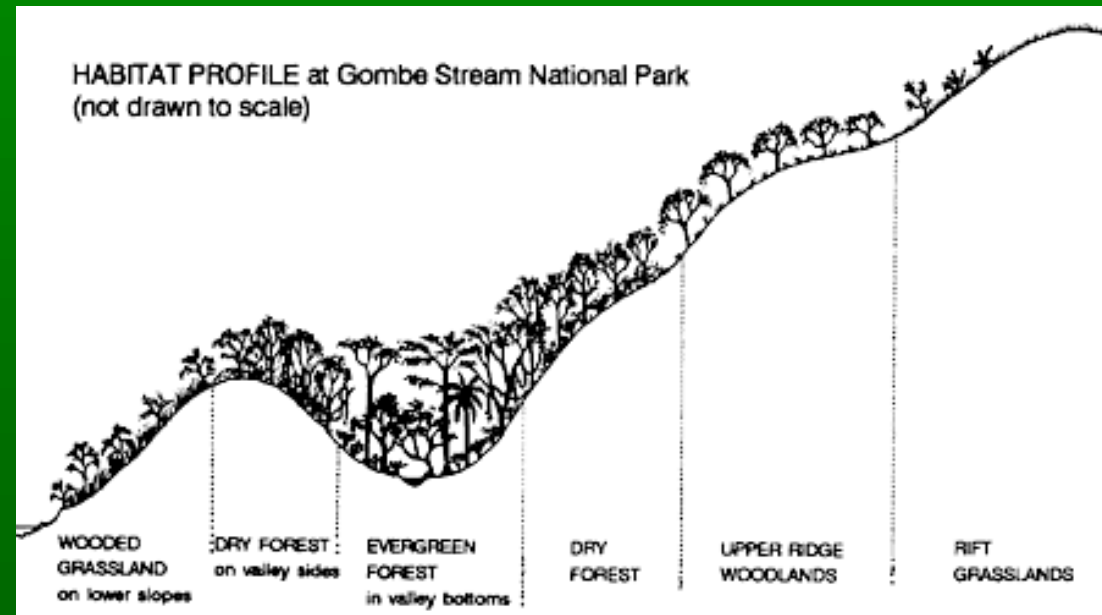 HABITAT PROFILE at Gombe Stream National Park
(not drawn to scale)
WOODED
GRASSLAND
on lower slopes
DRY FOREST
on valley sides
EVERGREEN
FOREST
in valley bottoms
DRY
FOREST
UPPER RIDGE
WOODLANDS
RIFT
GRASSLANDS